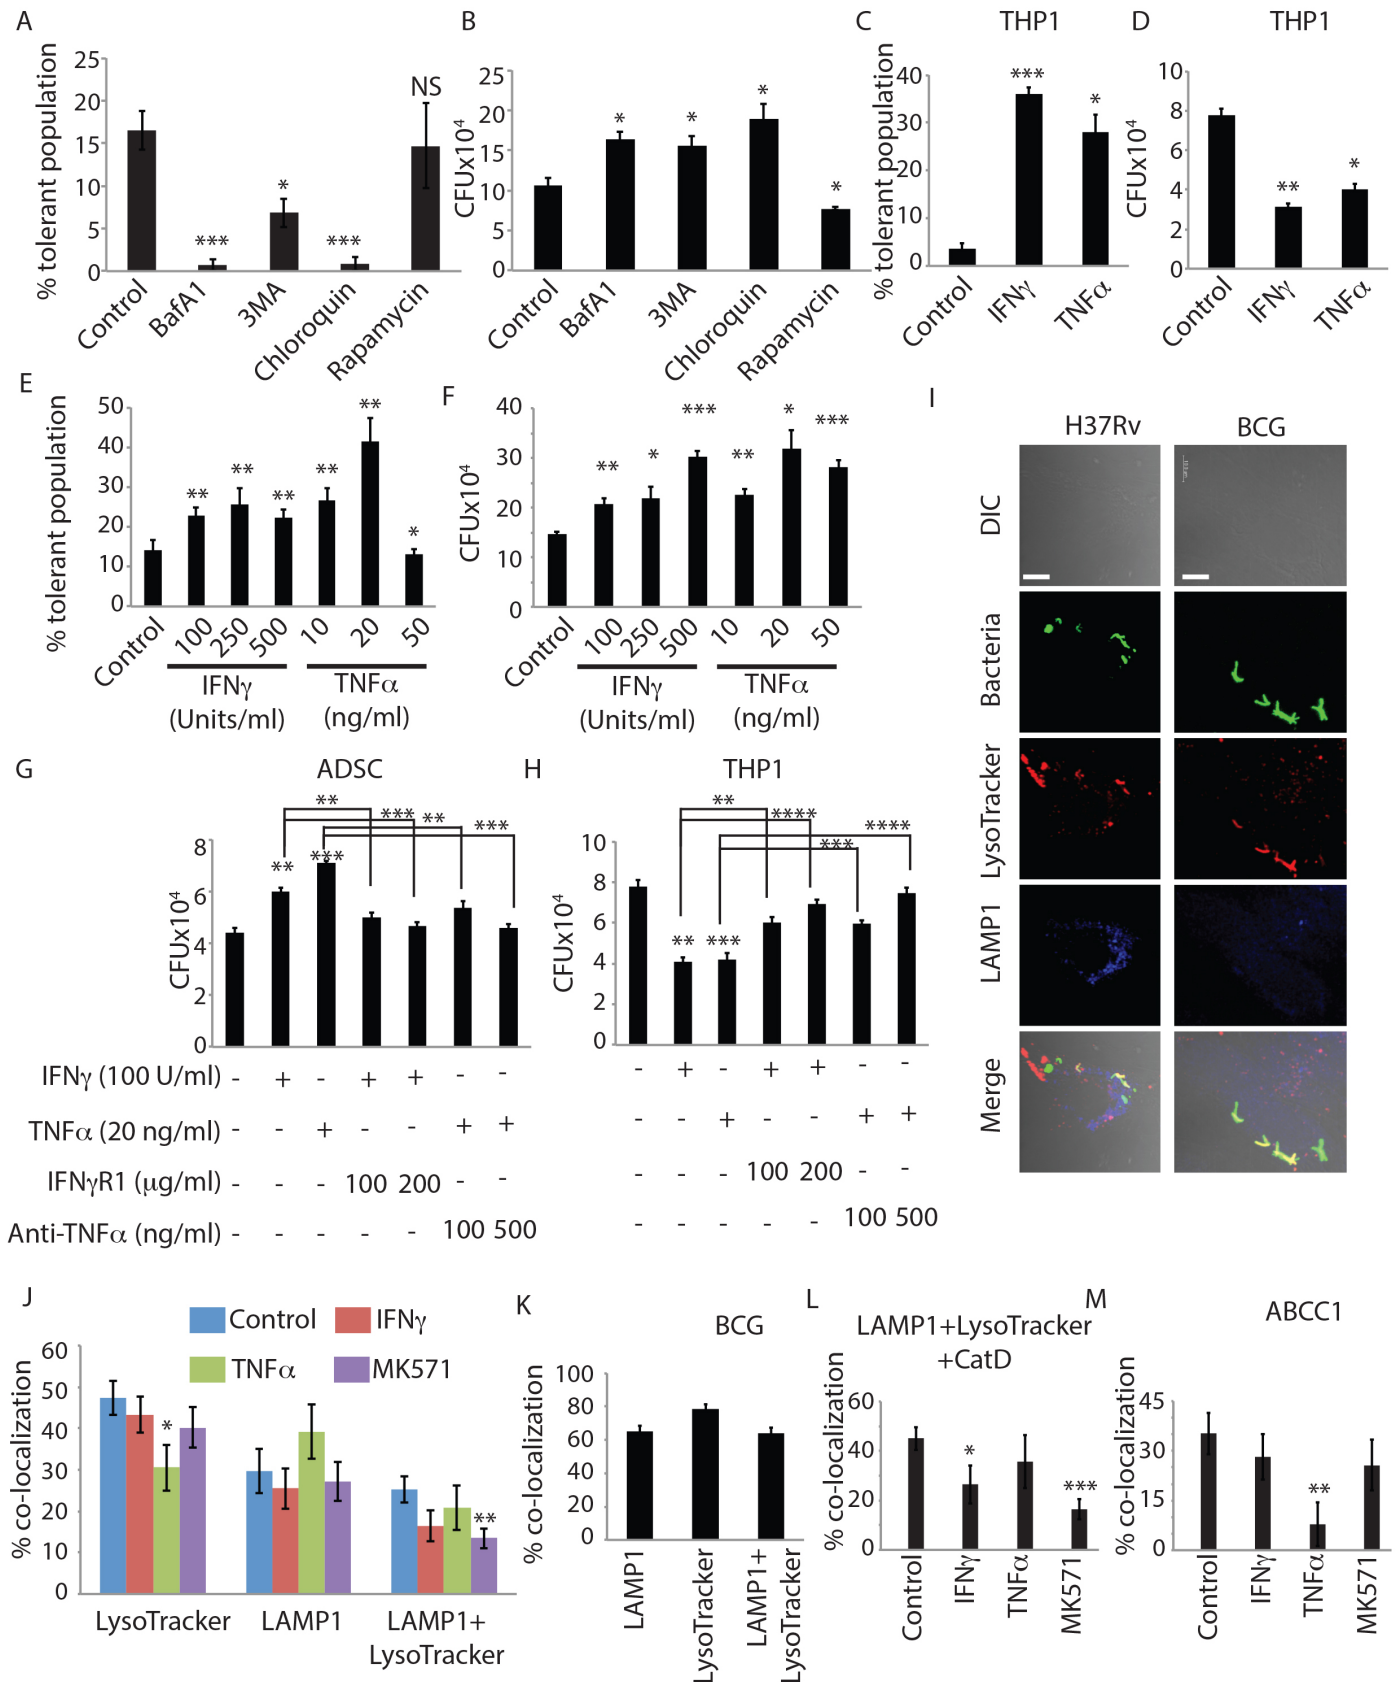 A
% tolerant population
25
20
15
10
5
0
***
*
***
NS
Control
BafA1
3MA
Chloroquin
Rapamycin
B
CFUx10⁴
25
20
15
10
5
0
*
*
*
*
Control
BafA1
3MA
Chloroquin
Rapamycin
C
THP1
% tolerant population
40
30
20
10
0
***
*
Control
IFNγ
TNFα
D
THP1
CFUx10⁴
10
8
6
4
2
0
**
*
Control
IFNγ
TNFα
E
% tolerant population
50
40
30
20
10
0
**
**
**
**
**
*
Control
100
250
500
10
20
50
IFNγ
(Units/ml)
TNFα
(ng/ml)
F
CFUx10⁴
40
30
20
10
0
**
*
***
**
*
***
Control
100
250
500
10
20
50
IFNγ
(Units/ml)
TNFα
(ng/ml)
I
H37Rv
BCG
DIC
Bacteria
LysoTracker
LAMP1
Merge
G
ADSC
CFUx10⁴
8
6
4
2
0
**
***
**
***
**
***
H
THP1
CFUx10⁴
10
8
6
4
2
0
**
****
****
***
**
***
IFNγ (100 U/ml) - + - + + - - - + - + + - -
TNFα (20 ng/ml) - - + - - + + - - + - - + +
IFNγR1 (μg/ml) - - - 100 200 - - - - - 100 200 - -
Anti-TNFα (ng/ml) - - - - - 100 500 - - - - - 100 500
J
Control
IFNγ
TNFα
MK571
% co-localization
60
50
40
30
20
10
0
*
**
LysoTracker
LAMP1
LAMP1+
LysoTracker
K
BCG
% co-localization
100
80
60
40
20
0
LAMP1
LysoTracker
LAMP1+
LysoTracker
L
LAMP1+LysoTracker
+CatD
% co-localization
60
40
20
0
*
***
Control
IFNγ
TNFα
MK571
M
ABCC1
% co-localization
45
30
15
0
**
Control
IFNγ
TNFα
MK571